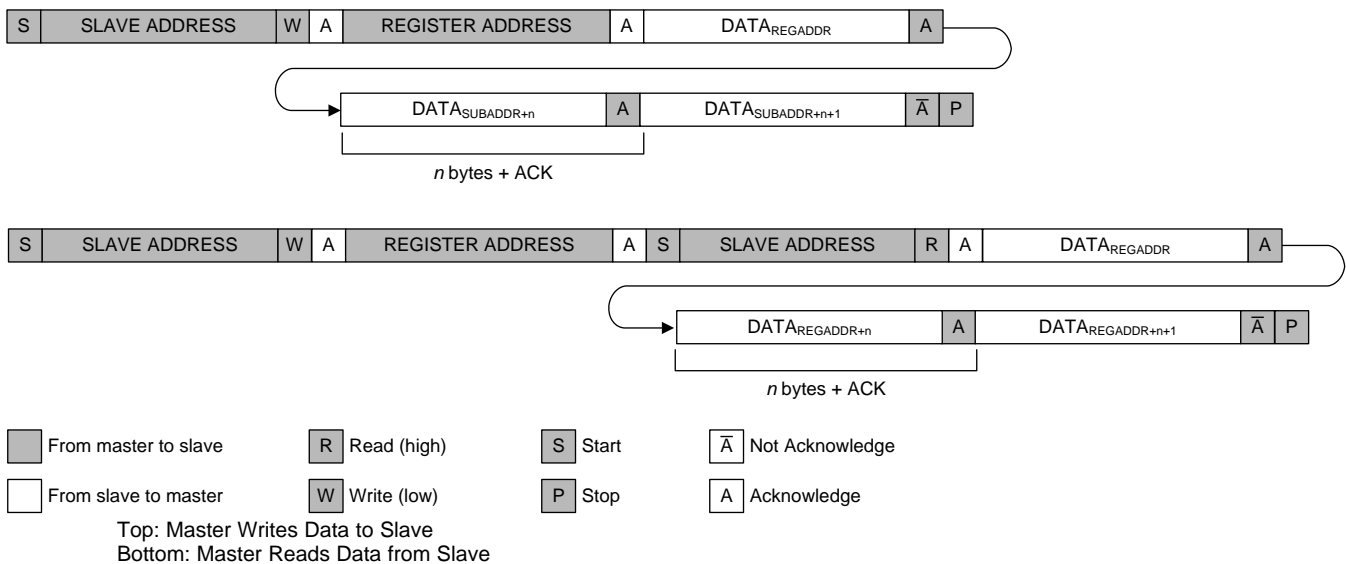 S SLAVE ADDRESS W A REGISTER ADDRESS A DATAREGADDR A
DATASUBADDR+n A DATASUBADDR+n+1 A̅ P
n bytes + ACK
S SLAVE ADDRESS W A REGISTER ADDRESS A S SLAVE ADDRESS R A DATAREGADDR A
DATAREGADDR+n A DATAREGADDR+n+1 A̅ P
n bytes + ACK
From master to slave R Read (high) S Start A̅ Not Acknowledge
From slave to master W Write (low) P Stop A Acknowledge
Top: Master Writes Data to Slave
Bottom: Master Reads Data from Slave